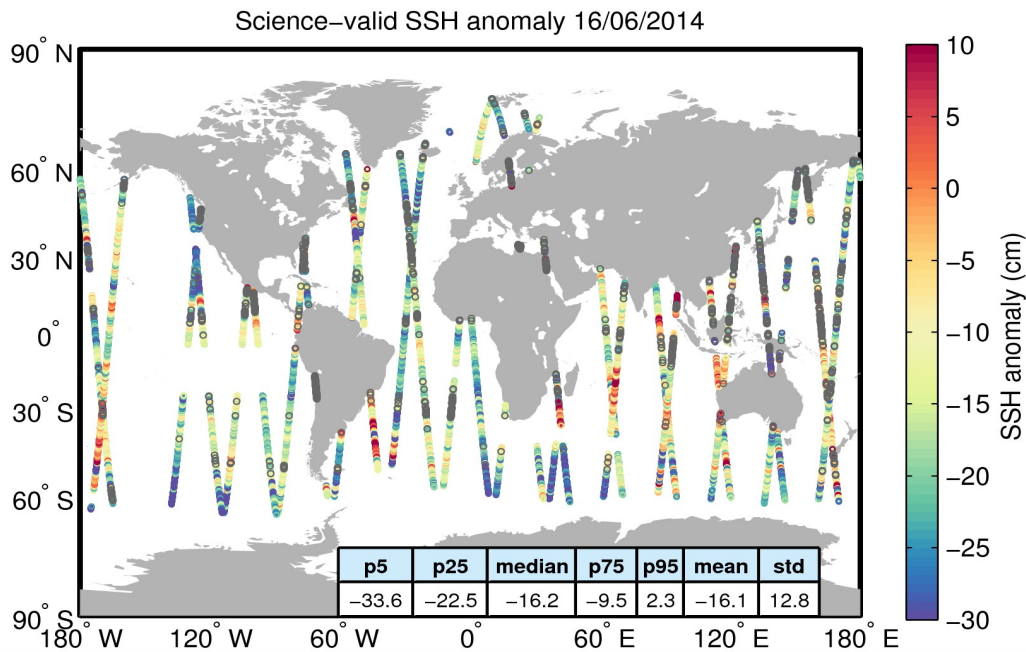 Science−valid SSH anomaly 16/06/2014
90° N
60° N
30° N
0°
30° S
60° S
90° S
180° W
120° W
60° W
0°
60° E
120° E
180° E
p5 p25 median p75 p95 mean std
−33.6 −22.5 −16.2 −9.5 2.3 −16.1 12.8
10
5
0
−5
−10
−15
−20
−25
−30
SSH anomaly (cm)